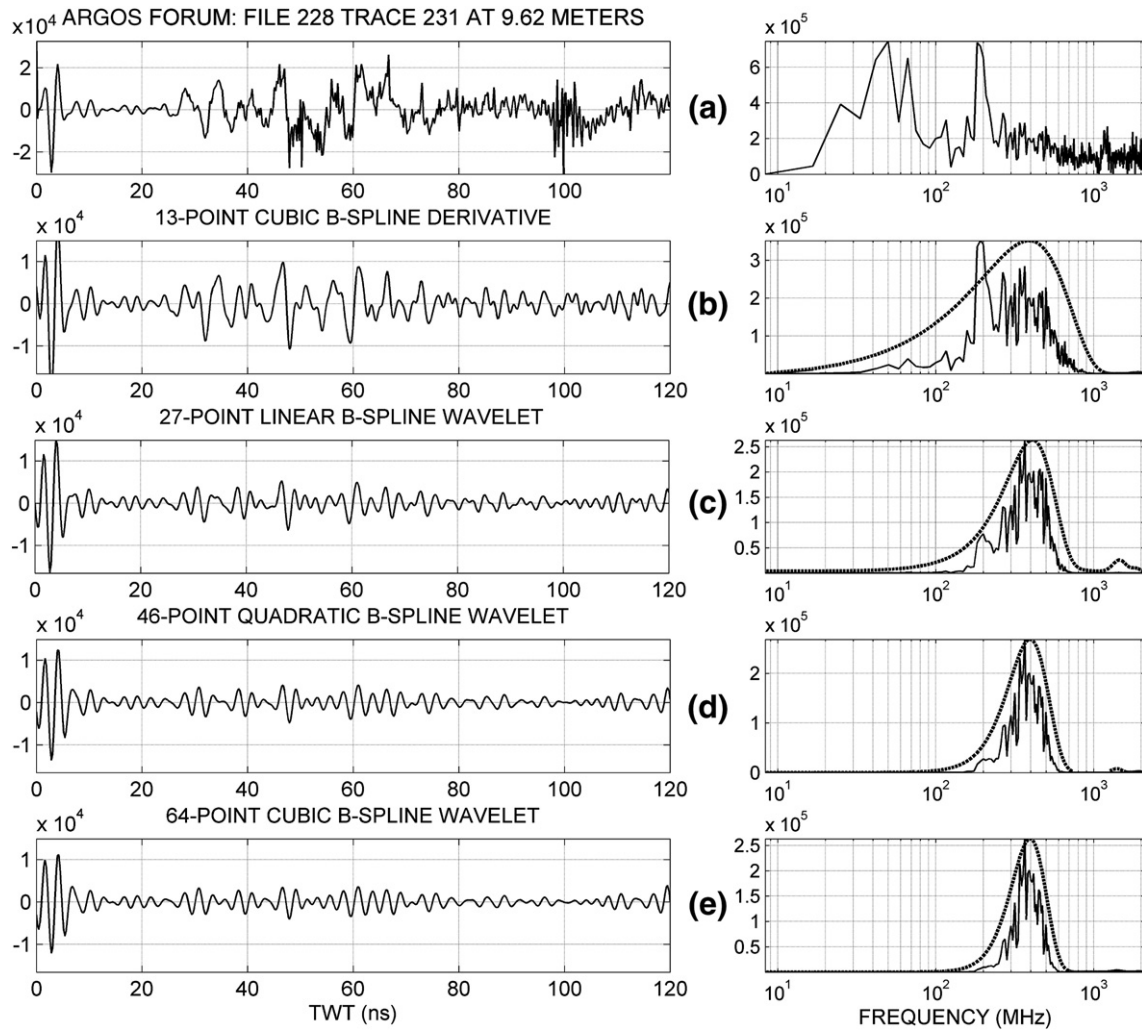 ARGOS FORUM: FILE 228 TRACE 231 AT 9.62 METERS
x 10^4
2
0
-2
0 20 40 60 80 100 120
(a)
x 10^5
6
4
2
0
10^1 10^2 10^3
13-POINT CUBIC B-SPLINE DERIVATIVE
x 10^4
1
0
-1
0 20 40 60 80 100 120
(b)
x 10^5
3
2
1
10^1 10^2 10^3
27-POINT LINEAR B-SPLINE WAVELET
x 10^4
1
0
-1
0 20 40 60 80 100 120
(c)
x 10^5
2.5
2
1.5
1
0.5
10^1 10^2 10^3
46-POINT QUADRATIC B-SPLINE WAVELET
x 10^4
1
0
-1
0 20 40 60 80 100 120
(d)
x 10^5
2
1
0
10^1 10^2 10^3
64-POINT CUBIC B-SPLINE WAVELET
x 10^4
1
0
-1
0 20 40 60 80 100 120
TWT (ns)
(e)
x 10^5
2.5
2
1.5
1
0.5
10^1 10^2 10^3
FREQUENCY (MHz)